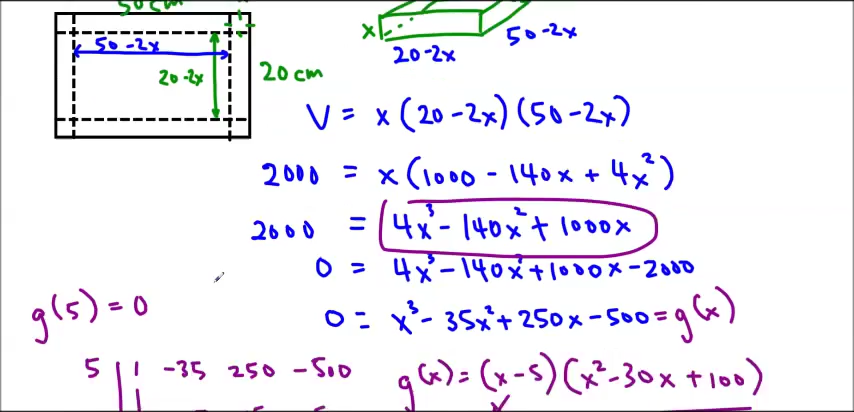 50cm
50-2x
20-2x
20cm
x
20-2x
50-2x
V = x(20-2x)(50-2x)
2000 = x(1000 - 140x + 4x²)
2000 = 4x³ - 140x² + 1000x
0 = 4x³ - 140x² + 1000x - 2000
g(5) = 0
0 = x³ - 35x² + 250x - 500 = g(x)
5 | 1 -35 250 -500
g(x) = (x-5)(x²-30x+100)